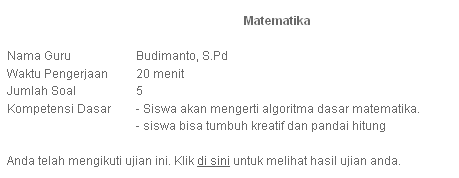 Matematika
Nama Guru Budimanto, S.Pd
Waktu Pengerjaan 20 menit
Jumlah Soal 5
Kompetensi Dasar - Siswa akan mengerti algoritma dasar matematika.
- siswa bisa tumbuh kreatif dan pandai hitung
Anda telah mengikuti ujian ini. Klik di sini untuk melihat hasil ujian anda.